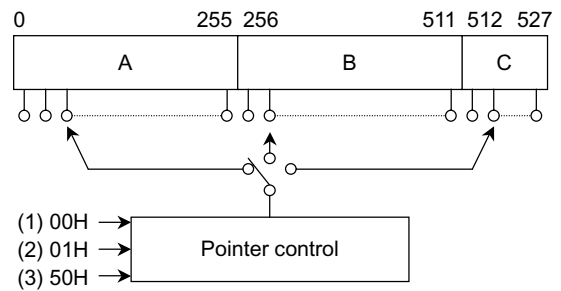 0 255 256 511 512 527
A B C
(1) 00H
(2) 01H Pointer control
(3) 50H